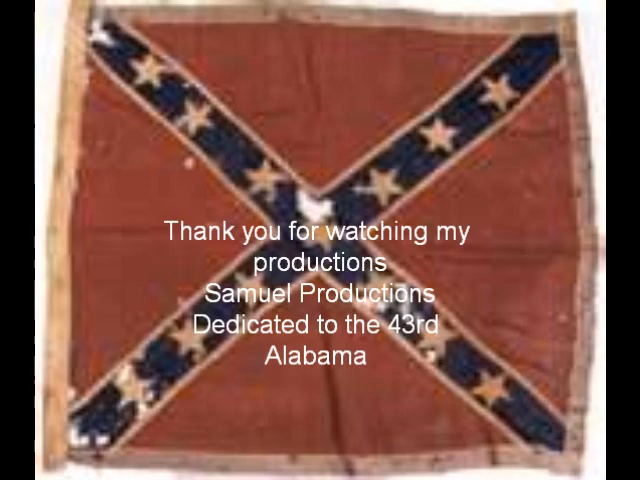 Thank you for watching my
productions
Samuel Productions
Dedicated to the 43rd
Alabama